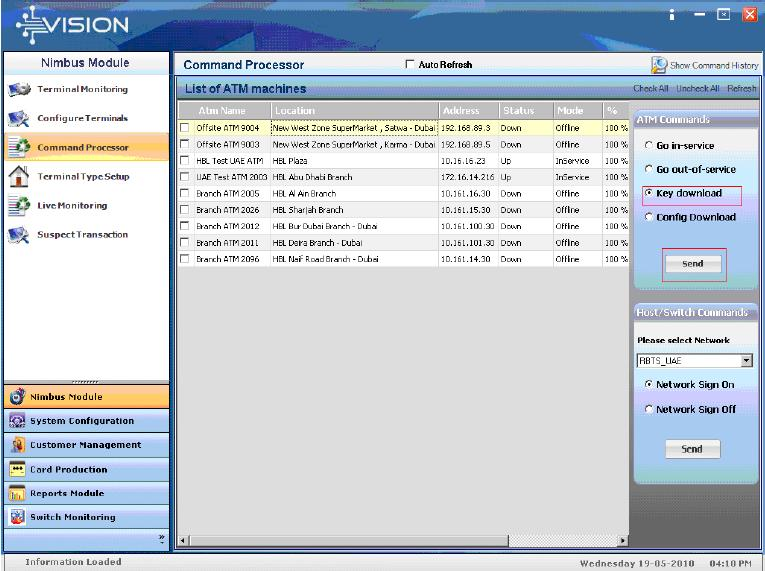 VISION
Nimbus Module
Terminal Monitoring
Configure Terminals
Command Processor
Terminal Type Setup
Live Monitoring
Suspect Transaction
Nimbus Module
System Configuration
Customer Management
Card Production
Reports Module
Switch Monitoring
Command Processor
Auto Refresh
Show Command History
List of ATM machines
Check All Uncheck All Refresh
Atm Name Location Address Status Mode %
Offsite ATM 9004 New West Zone SuperMarket , Satwa - Dubai 192.168.89.3 Down Offline 100 %
Offsite ATM 9003 New West Zone SuperMarket , Karma - Dubai 192.168.89.5 Down Offline 100 %
HBL Test UAE ATM HBL Plaza 10.16.16.23 Up InService 100 %
UAE Test ATM 2003 HBL Abu Dhabi Branch 172.16.14.216 Up InService 100 %
Branch ATM 2005 HBL Al Ain Branch 10.161.16.30 Down Offline 100 %
Branch ATM 2026 HBL Sharjah Branch 10.161.15.30 Down Offline 100 %
Branch ATM 2012 HBL Bur Dubai Branch - Dubai 10.161.100.30 Down Offline 100 %
Branch ATM 2011 HBL Deira Branch - Dubai 10.161.101.30 Down Offline 100 %
Branch ATM 2096 HBL Naif Road Branch - Dubai 10.161.14.30 Down Offline 100 %
ATM Commands
Go in-service
Go out-of-service
Key download
Config Download
Send
Host/Switch Commands
Please select Network
RBTS_UAE
Network Sign On
Network Sign Off
Send
Information Loaded
Wednesday 19-05-2010 04:10 PM